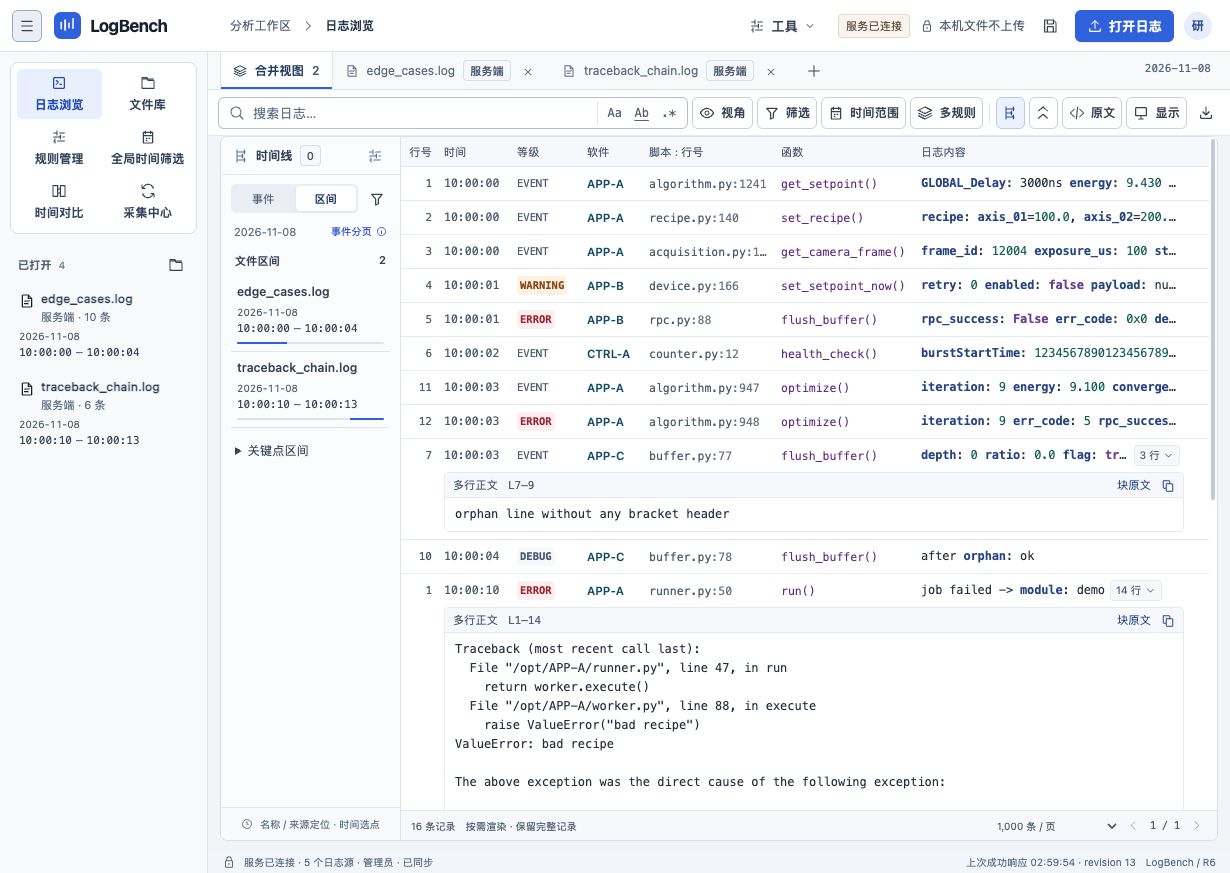 LogBench
分析工作区 > 日志浏览
工具
服务已连接
本机文件不上传
打开日志
研
日志浏览
文件库
规则管理
全局时间筛选
时间对比
采集中心
已打开 4
edge_cases.log
服务端 · 10 条
2026-11-08
10:00:00 — 10:00:04
traceback_chain.log
服务端 · 6 条
2026-11-08
10:00:10 — 10:00:13
合并视图 2
edge_cases.log 服务端 ×
traceback_chain.log 服务端 ×
+
2026-11-08
搜索日志…
Aa Ab .*
视角
筛选
时间范围
多规则
</> 原文
显示
时间线 0
事件 区间
2026-11-08 事件分页
文件区间 2
edge_cases.log
2026-11-08
10:00:00 — 10:00:04
traceback_chain.log
2026-11-08
10:00:10 — 10:00:13
关键点区间
名称 / 来源定位 · 时间选点
行号 时间 等级 软件 脚本 : 行号 函数 日志内容
1 10:00:00 EVENT APP-A algorithm.py:1241 get_setpoint() GLOBAL_Delay: 3000ns energy: 9.430 …
2 10:00:00 EVENT APP-A recipe.py:140 set_recipe() recipe: axis_01=100.0, axis_02=200.…
3 10:00:00 EVENT APP-A acquisition.py:1… get_camera_frame() frame_id: 12004 exposure_us: 100 st…
4 10:00:01 WARNING APP-B device.py:166 set_setpoint_now() retry: 0 enabled: false payload: nu…
5 10:00:01 ERROR APP-B rpc.py:88 flush_buffer() rpc_success: False err_code: 0x0 de…
6 10:00:02 EVENT CTRL-A counter.py:12 health_check() burstStartTime: 1234567890123456789…
11 10:00:03 EVENT APP-A algorithm.py:947 optimize() iteration: 9 energy: 9.100 converge…
12 10:00:03 ERROR APP-A algorithm.py:948 optimize() iteration: 9 err_code: 5 rpc_succes…
7 10:00:03 EVENT APP-C buffer.py:77 flush_buffer() depth: 0 ratio: 0.0 flag: tr… 3 行
多行正文 L7—9 块原文
orphan line without any bracket header
10 10:00:04 DEBUG APP-C buffer.py:78 flush_buffer() after orphan: ok
1 10:00:10 ERROR APP-A runner.py:50 run() job failed —> module: demo 14 行
多行正文 L1—14 块原文
Traceback (most recent call last):
File "/opt/APP-A/runner.py", line 47, in run
return worker.execute()
File "/opt/APP-A/worker.py", line 88, in execute
raise ValueError("bad recipe")
ValueError: bad recipe
The above exception was the direct cause of the following exception:
16 条记录 按需渲染 · 保留完整记录
1,000 条 / 页
1 / 1
服务已连接 · 5 个日志源 · 管理员 · 已同步
上次成功响应 02:59:54 · revision 13 LogBench / R6